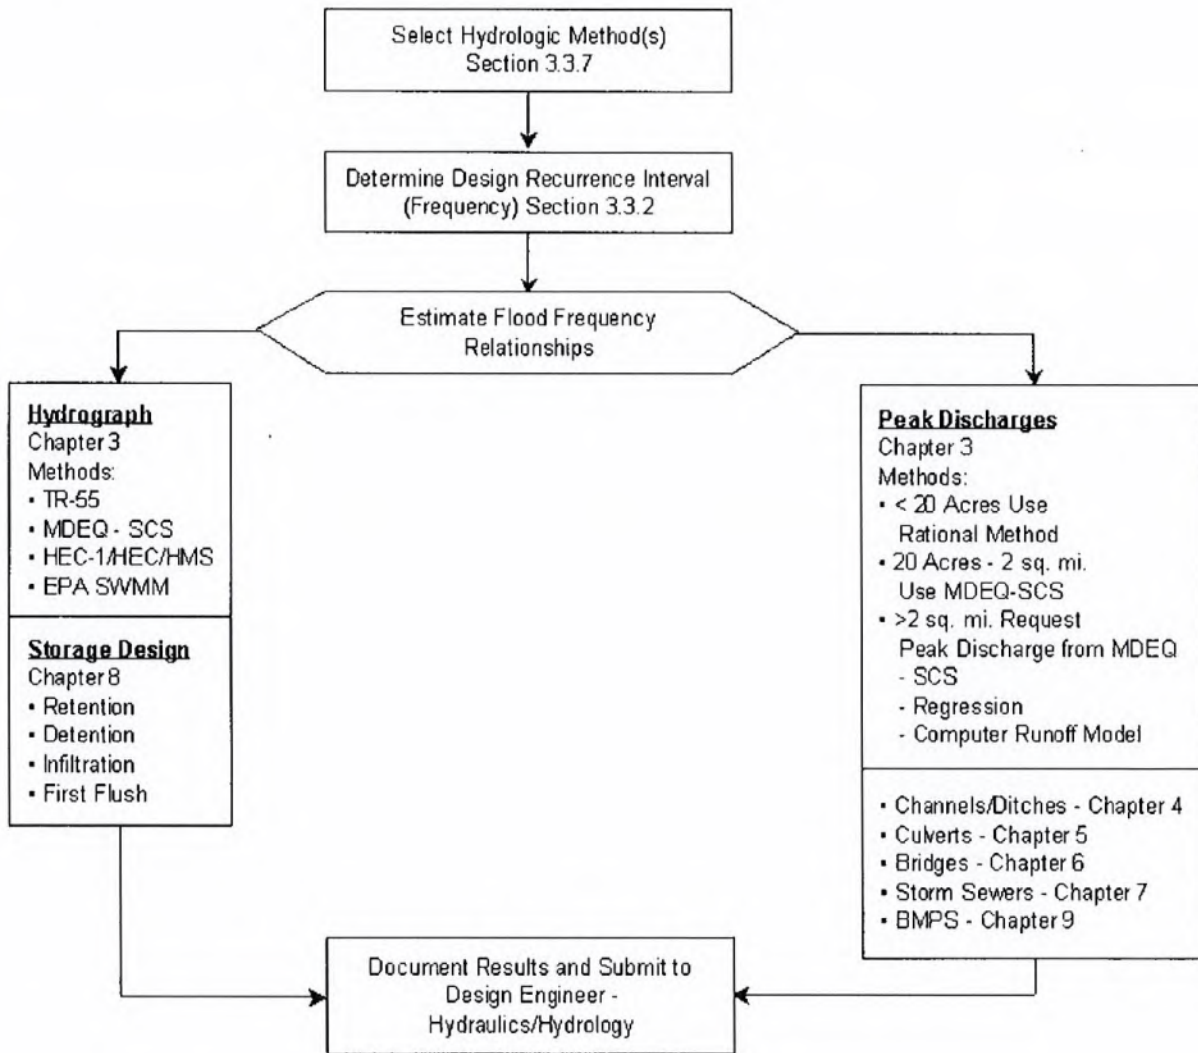 Select Hydrologic Method(s)
Section 3.3.7
Determine Design Recurrence Interval
(Frequency) Section 3.3.2
Estimate Flood Frequency
Relationships
Hydrograph
Chapter 3
Methods:
▪ TR-55
▪ MDEQ - SCS
▪ HEC-1/HEC/HMS
▪ EPA SWMM
Storage Design
Chapter 8
▪ Retention
▪ Detention
▪ Infiltration
▪ First Flush
Peak Discharges
Chapter 3
Methods:
▪ < 20 Acres Use
Rational Method
▪ 20 Acres - 2 sq. mi.
Use MDEQ-SCS
▪ >2 sq. mi. Request
Peak Discharge from MDEQ
- SCS
- Regression
- Computer Runoff Model
▪ Channels/Ditches - Chapter 4
▪ Culverts - Chapter 5
▪ Bridges - Chapter 6
▪ Storm Sewers - Chapter 7
▪ BMPS - Chapter 9
Document Results and Submit to
Design Engineer -
Hydraulics/Hydrology